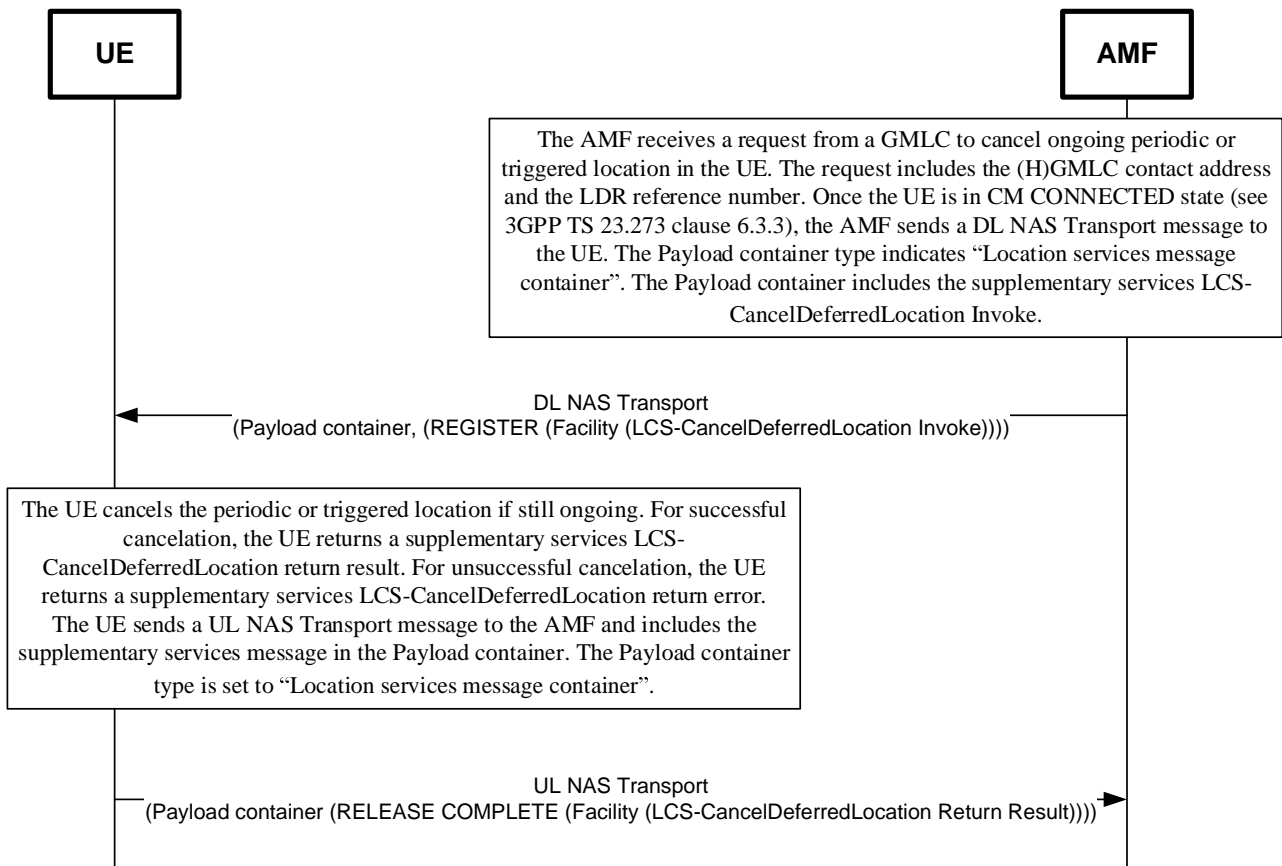 UE
AMF
The AMF receives a request from a GMLC to cancel ongoing periodic or
triggered location in the UE. The request includes the (H)GMLC contact address
and the LDR reference number. Once the UE is in CM CONNECTED state (see
3GPP TS 23.273 clause 6.3.3), the AMF sends a DL NAS Transport message to
the UE. The Payload container type indicates “Location services message
container”. The Payload container includes the supplementary services LCS-
CancelDeferredLocation Invoke.
DL NAS Transport
(Payload container, (REGISTER (Facility (LCS-CancelDeferredLocation Invoke))))
The UE cancels the periodic or triggered location if still ongoing. For successful
cancelation, the UE returns a supplementary services LCS-
CancelDeferredLocation return result. For unsuccessful cancelation, the UE
returns a supplementary services LCS-CancelDeferredLocation return error.
The UE sends a UL NAS Transport message to the AMF and includes the
supplementary services message in the Payload container. The Payload container
type is set to “Location services message container”.
UL NAS Transport
(Payload container (RELEASE COMPLETE (Facility (LCS-CancelDeferredLocation Return Result))))